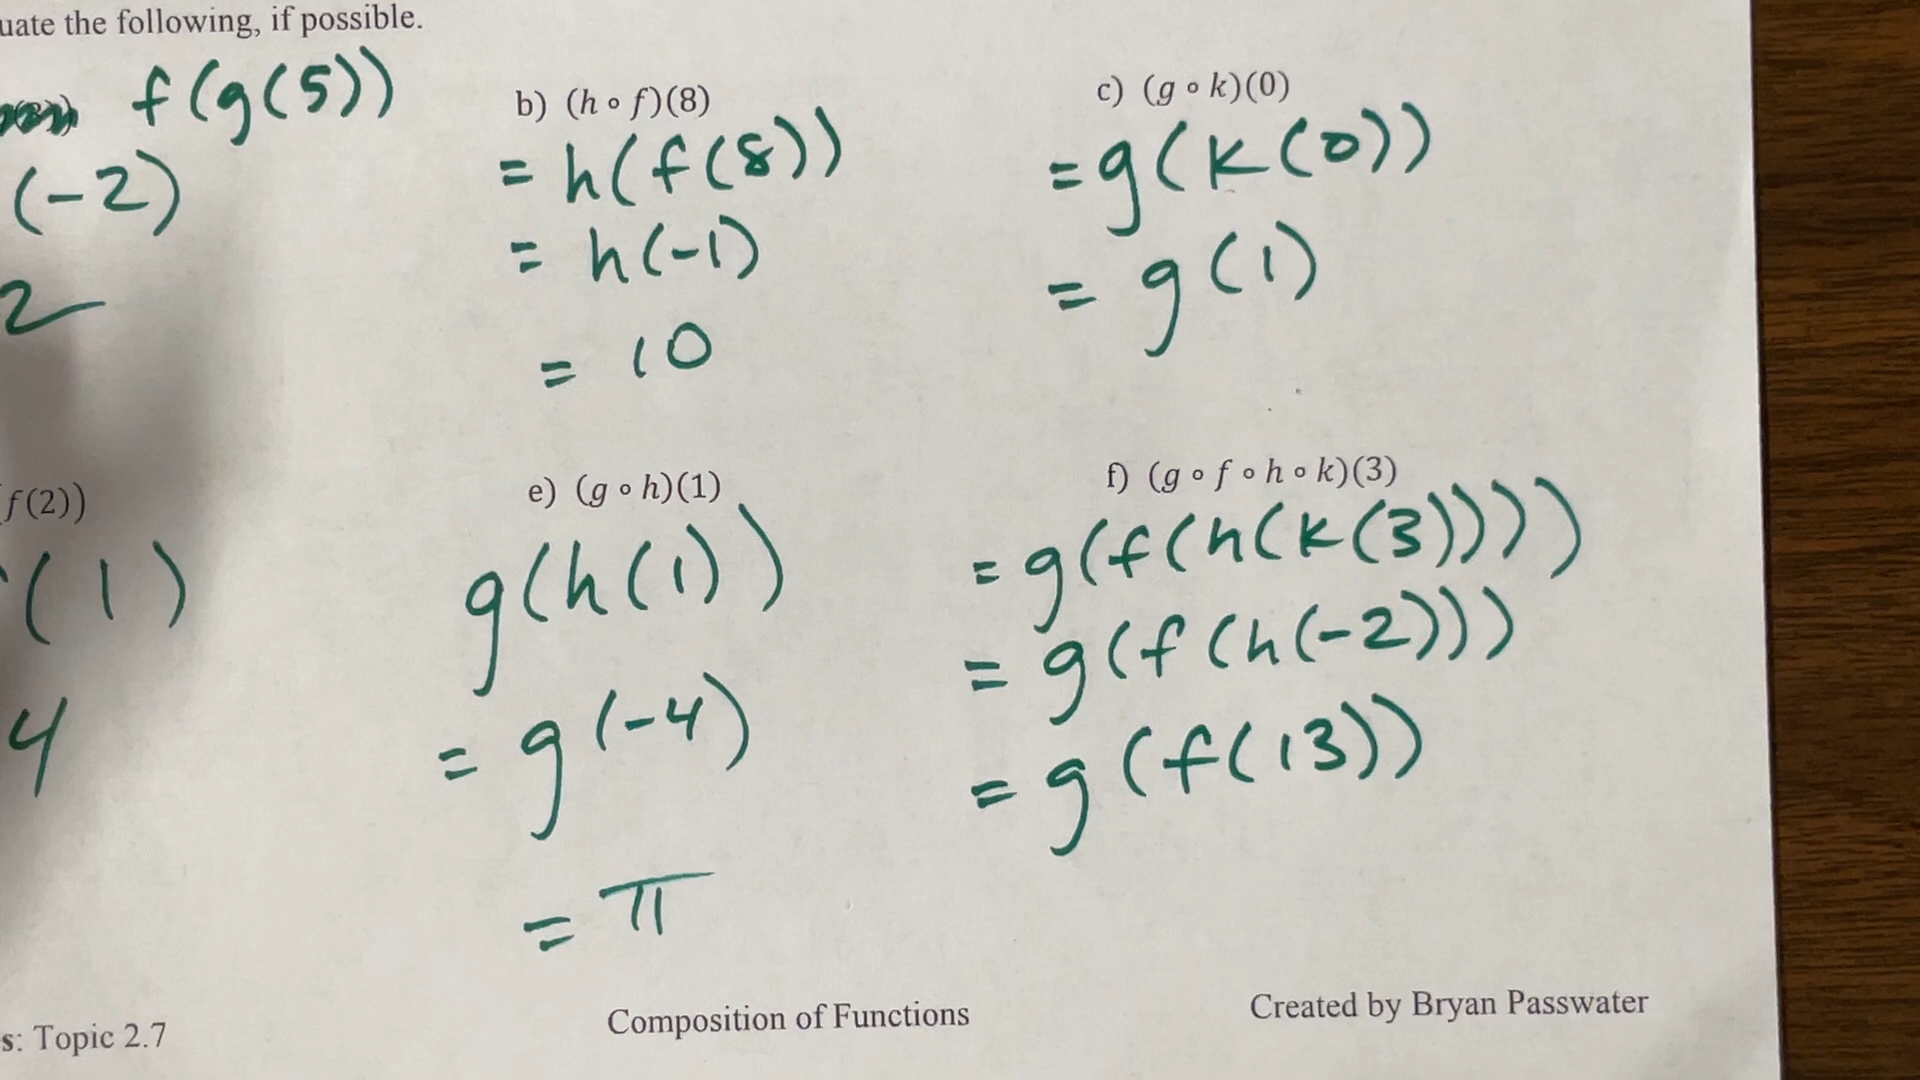 uate the following, if possible.
f(g(5))
(-2)
2
b) (h∘f)(8)
= h(f(8))
= h(-1)
= 10
c) (g∘k)(0)
= g(k(0))
= g(1)
f(2))
(1)
4
e) (g∘h)(1)
g(h(1))
= g(-4)
= π
f) (g∘f∘h∘k)(3)
= g(f(h(k(3))))
= g(f(h(-2)))
= g(f(13))
s: Topic 2.7
Composition of Functions
Created by Bryan Passwater